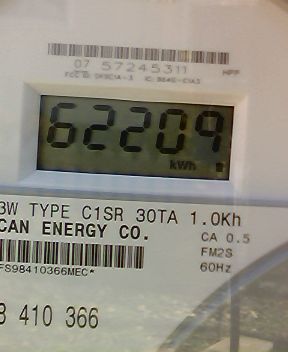 07 57245311
62209
kWh
3W TYPE C1SR 30TA 1.0Kh
CAN ENERGY CO.
CA 0.5
FM2S
60Hz
FS98410366MEC*
8 410 366